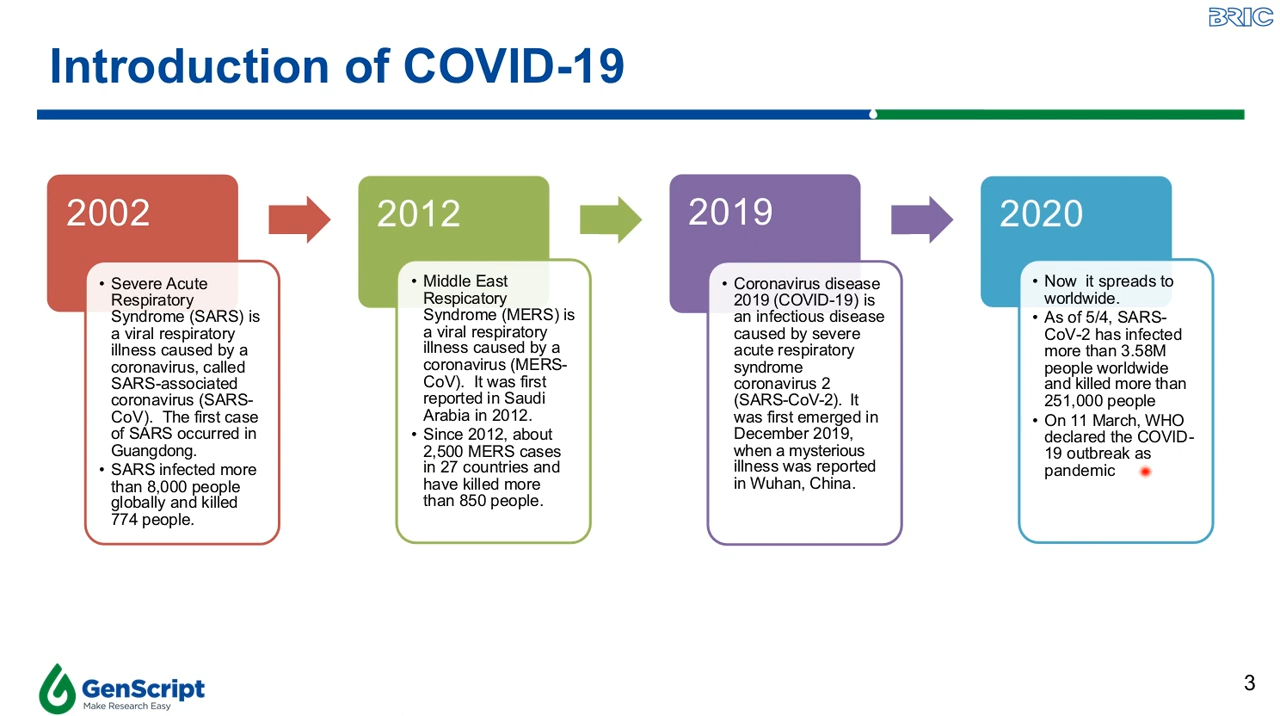 BRIC
Introduction of COVID-19
2002
• Severe Acute
Respiratory
Syndrome (SARS) is
a viral respiratory
illness caused by a
coronavirus, called
SARS-associated
coronavirus (SARS-
CoV).  The first case
of SARS occurred in
Guangdong.
• SARS infected more
than 8,000 people
globally and killed
774 people.
2012
• Middle East
Respicatory
Syndrome (MERS) is
a viral respiratory
illness caused by a
coronavirus (MERS-
CoV).  It was first
reported in Saudi
Arabia in 2012.
• Since 2012, about
2,500 MERS cases
in 27 countries and
have killed more
than 850 people.
2019
• Coronavirus disease
2019 (COVID-19) is
an infectious disease
caused by severe
acute respiratory
syndrome
coronavirus 2
(SARS-CoV-2).  It
was first emerged in
December 2019,
when a mysterious
illness was reported
in Wuhan, China.
2020
• Now  it spreads to
worldwide.
• As of 5/4, SARS-
CoV-2 has infected
more than 3.58M
people worldwide
and killed more than
251,000 people
• On 11 March, WHO
declared the COVID-
19 outbreak as
pandemic
GenScript
Make Research Easy
3